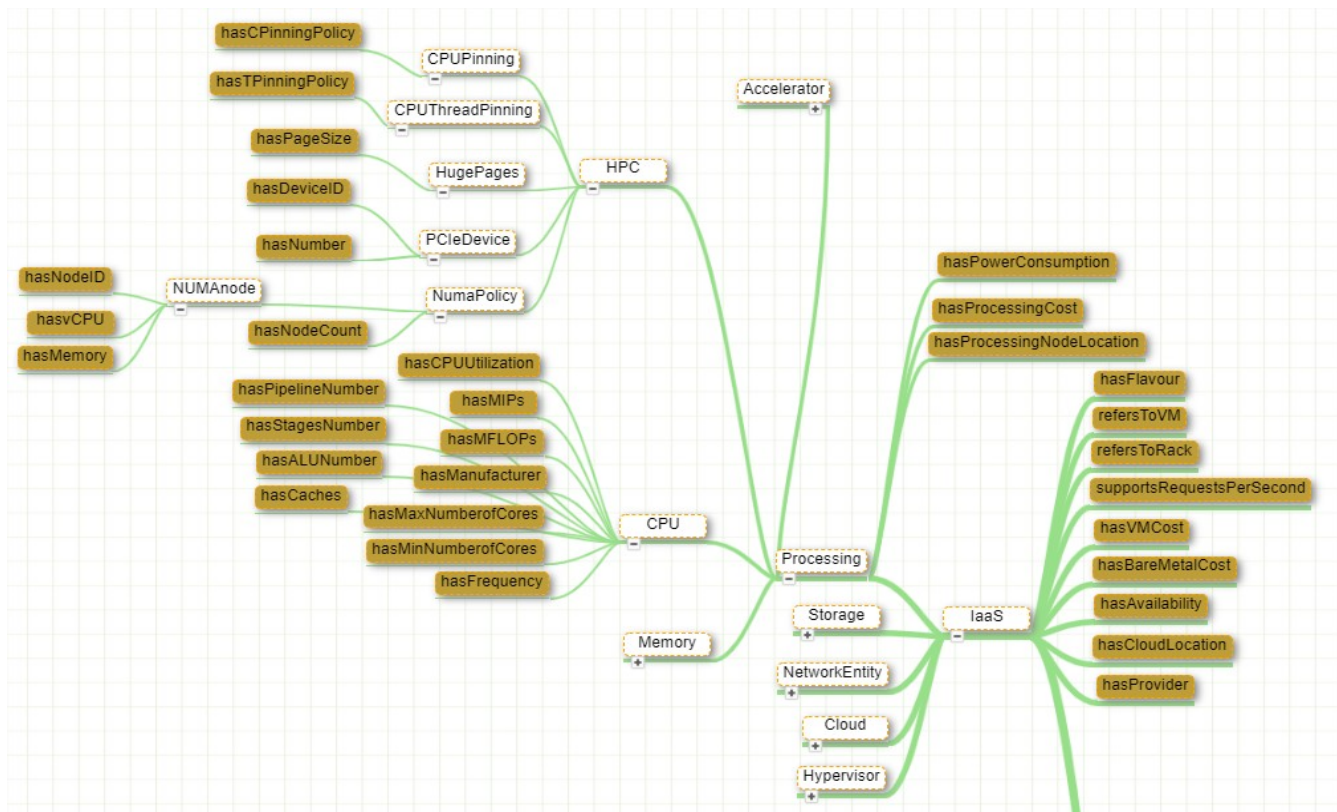 hasCPinningPolicy
CPUPinning
hasTPinningPolicy
CPUThreadPinning
Accelerator
hasPageSize
HugePages
HPC
hasDeviceID
PCIeDevice
hasNumber
hasNodeID
NUMAnode
NumaPolicy
hasvCPU
hasNodeCount
hasMemory
hasPowerConsumption
hasProcessingCost
hasProcessingNodeLocation
hasCPUUtilization
hasPipelineNumber
hasMIPs
hasStagesNumber
hasMFLOPs
hasALUNumber
hasManufacturer
hasCaches
hasMaxNumberofCores
CPU
hasMinNumberofCores
hasFrequency
Processing
Memory
Storage
IaaS
NetworkEntity
Cloud
Hypervisor
hasFlavour
refersToVM
refersToRack
supportsRequestsPerSecond
hasVMCost
hasBareMetalCost
hasAvailability
hasCloudLocation
hasProvider